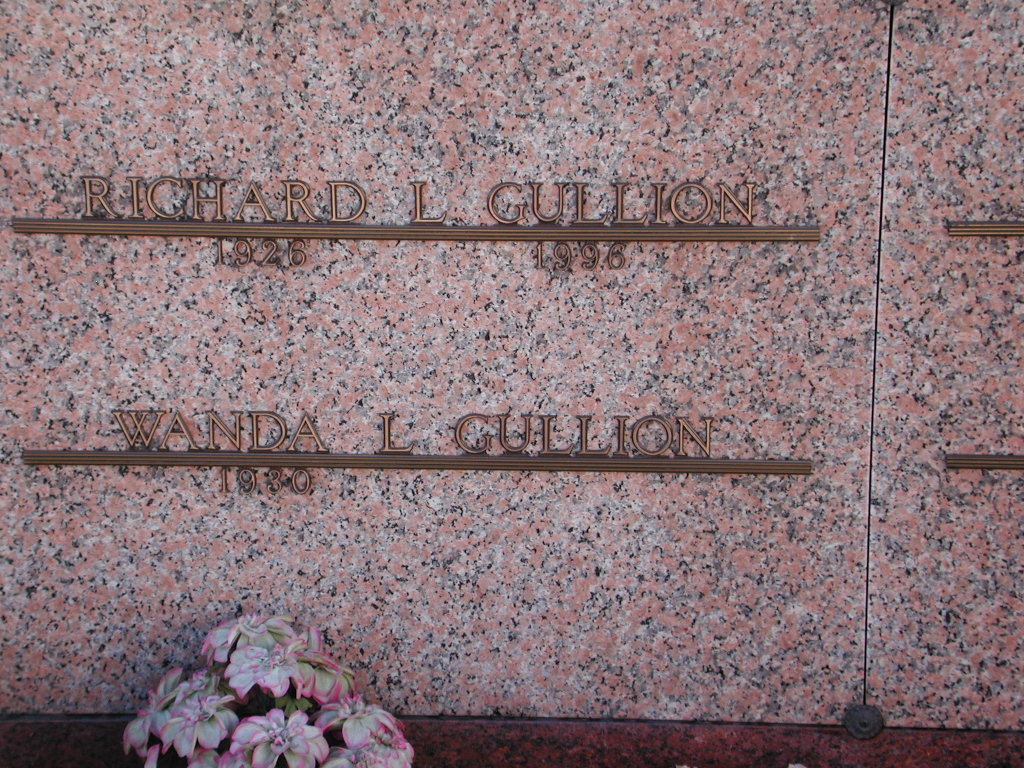 RICHARD L GULLION
1926 1996
WANDA L GULLION
1930